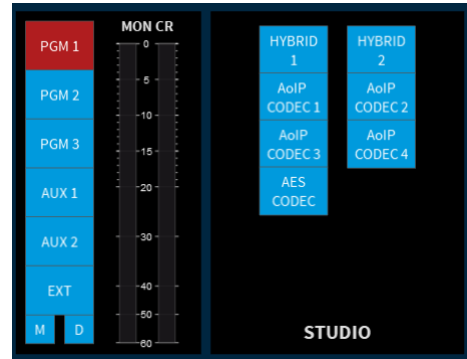 MON CR
PGM 1
PGM 2
PGM 3
AUX 1
AUX 2
EXT
M D
0
5
10
15
20
30
40
50
60
HYBRID
1
HYBRID
2
AoIP
CODEC 1
AoIP
CODEC 2
AoIP
CODEC 3
AoIP
CODEC 4
AES
CODEC
STUDIO